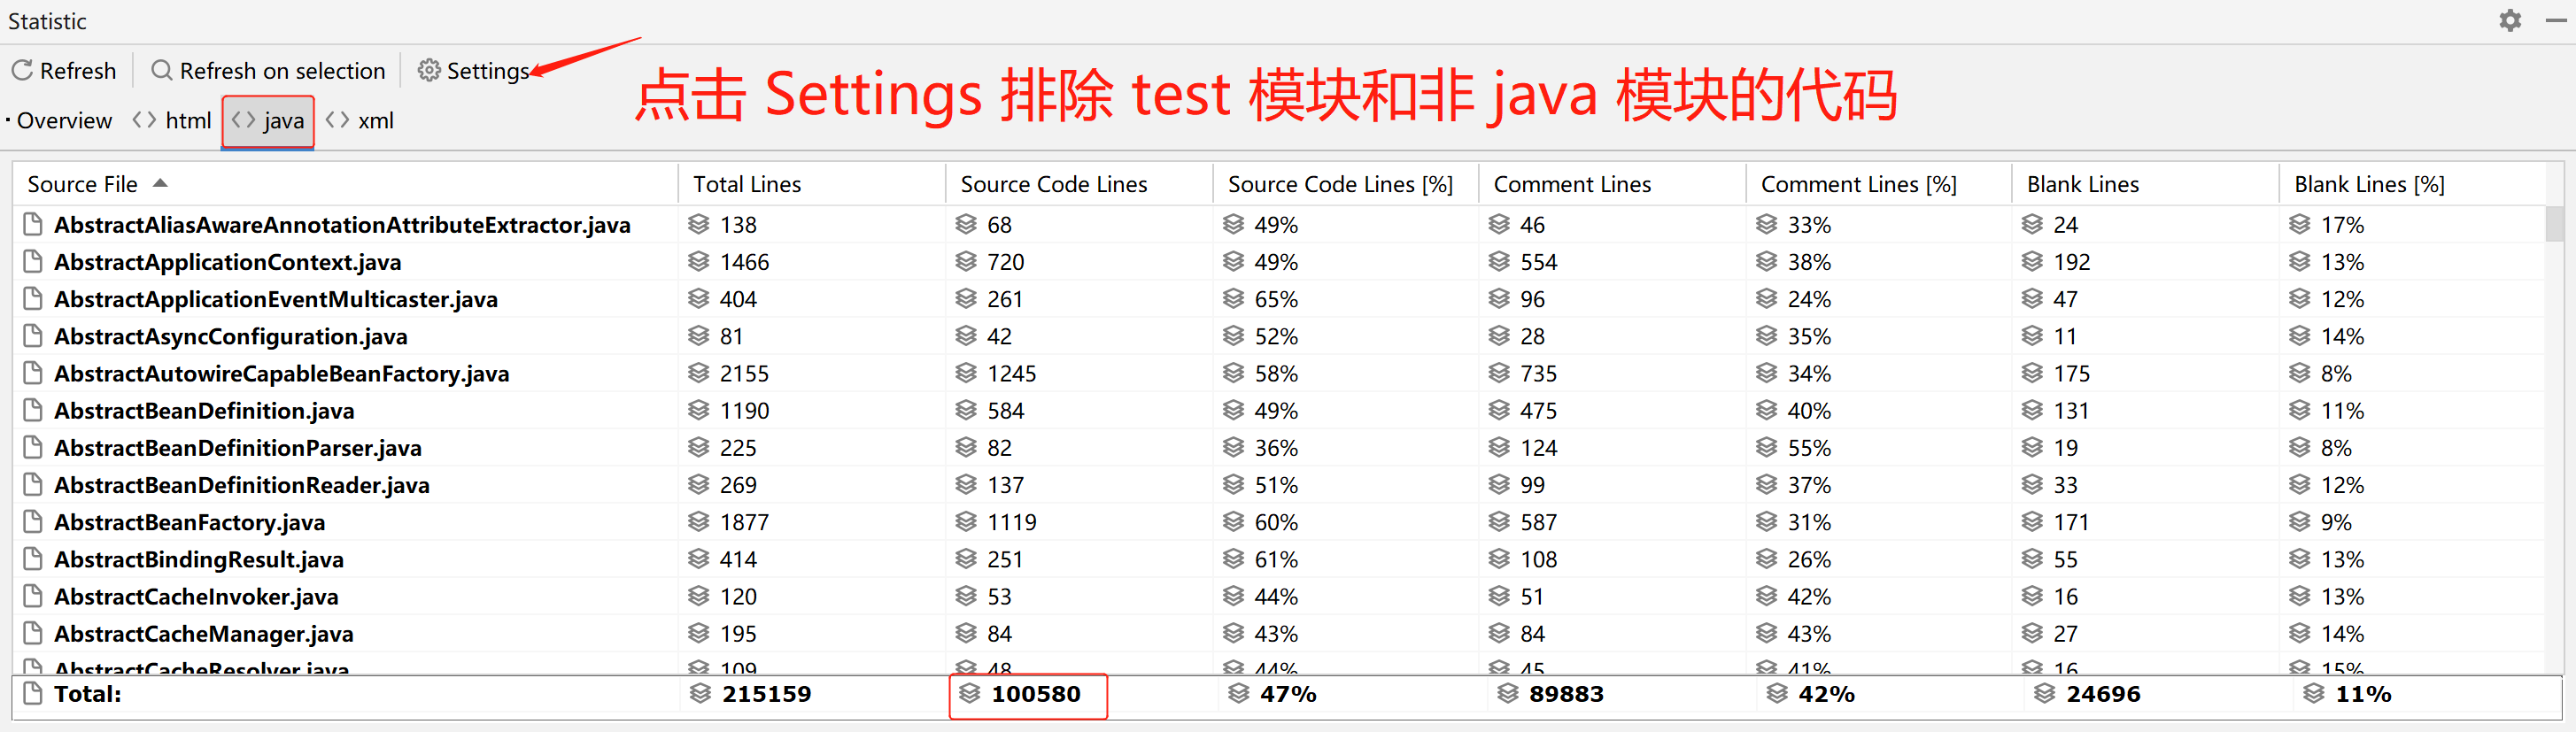 Statistic
Refresh Refresh on selection Settings
点击 Settings 排除 test 模块和非 java 模块的代码
Overview html java xml
Source File Total Lines Source Code Lines Source Code Lines [%] Comment Lines Comment Lines [%] Blank Lines Blank Lines [%]
AbstractAliasAwareAnnotationAttributeExtractor.java 138 68 49% 46 33% 24 17%
AbstractApplicationContext.java 1466 720 49% 554 38% 192 13%
AbstractApplicationEventMulticaster.java 404 261 65% 96 24% 47 12%
AbstractAsyncConfiguration.java 81 42 52% 28 35% 11 14%
AbstractAutowireCapableBeanFactory.java 2155 1245 58% 735 34% 175 8%
AbstractBeanDefinition.java 1190 584 49% 475 40% 131 11%
AbstractBeanDefinitionParser.java 225 82 36% 124 55% 19 8%
AbstractBeanDefinitionReader.java 269 137 51% 99 37% 33 12%
AbstractBeanFactory.java 1877 1119 60% 587 31% 171 9%
AbstractBindingResult.java 414 251 61% 108 26% 55 13%
AbstractCacheInvoker.java 120 53 44% 51 42% 16 13%
AbstractCacheManager.java 195 84 43% 84 43% 27 14%
AbstractCacheResolver.java 109 48 44% 45 41% 16 15%
Total: 215159 100580 47% 89883 42% 24696 11%